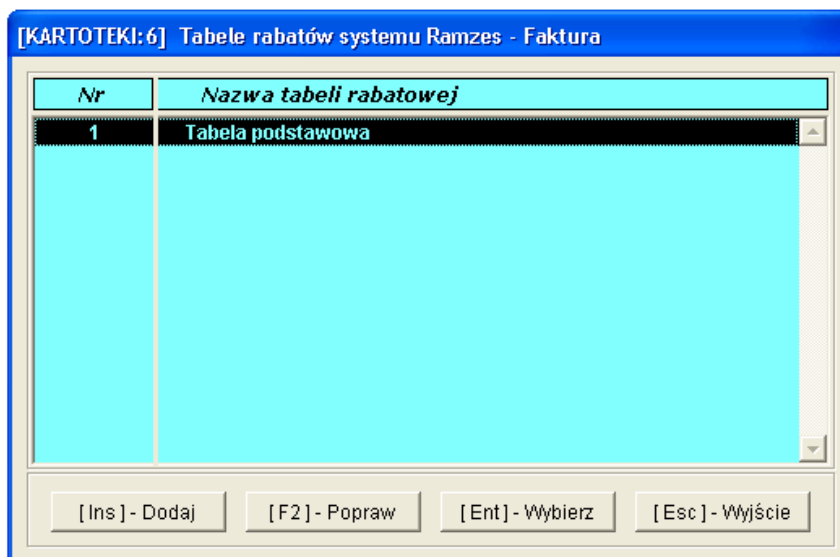 [KARTOTEKI:6] Tabele rabatów systemu Ramzes - Faktura
Nr Nazwa tabeli rabatowej
1 Tabela podstawowa
[Ins] - Dodaj [F2] - Popraw [Ent] - Wybierz [Esc] - Wyjście